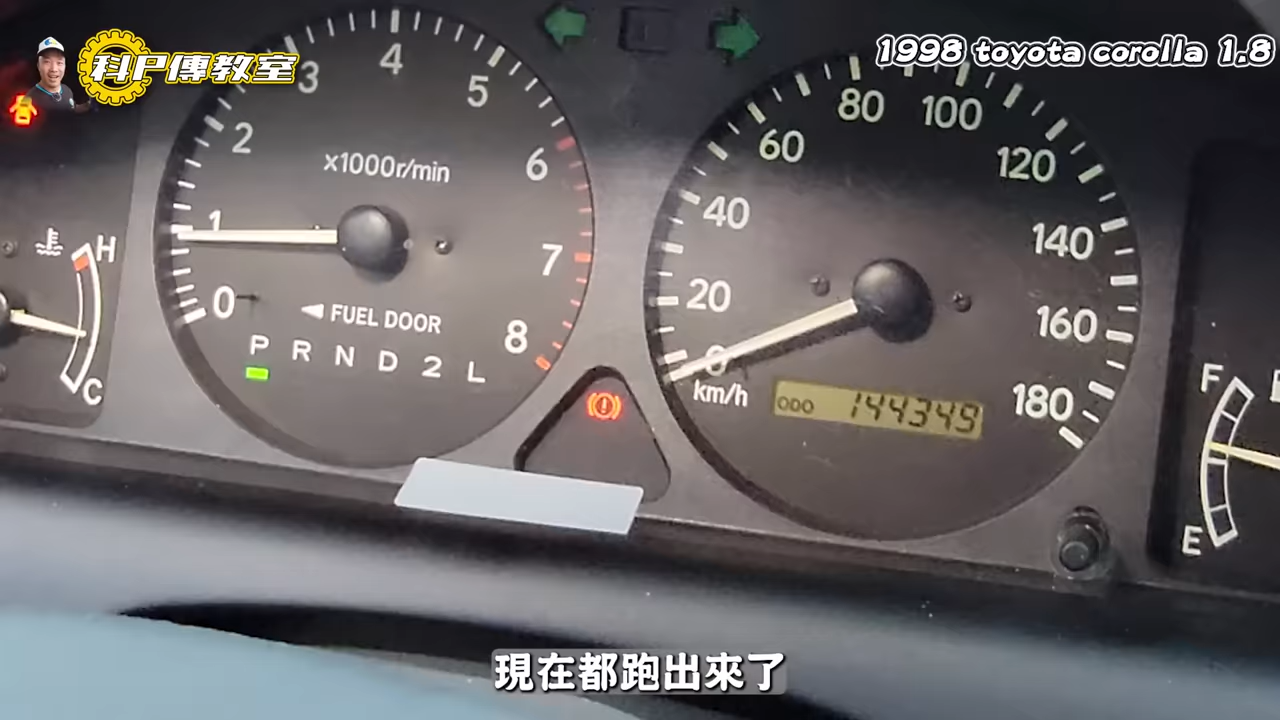 科P傳教室
1998 toyota corolla 1.8
0 1 2 3 4 5 6 7 8
x1000r/min
FUEL DOOR
P R N D 2 L
H
C
0 20 40 60 80 100 120 140 160 180
km/h
ODO 144349
F
E
現在都跑出來了